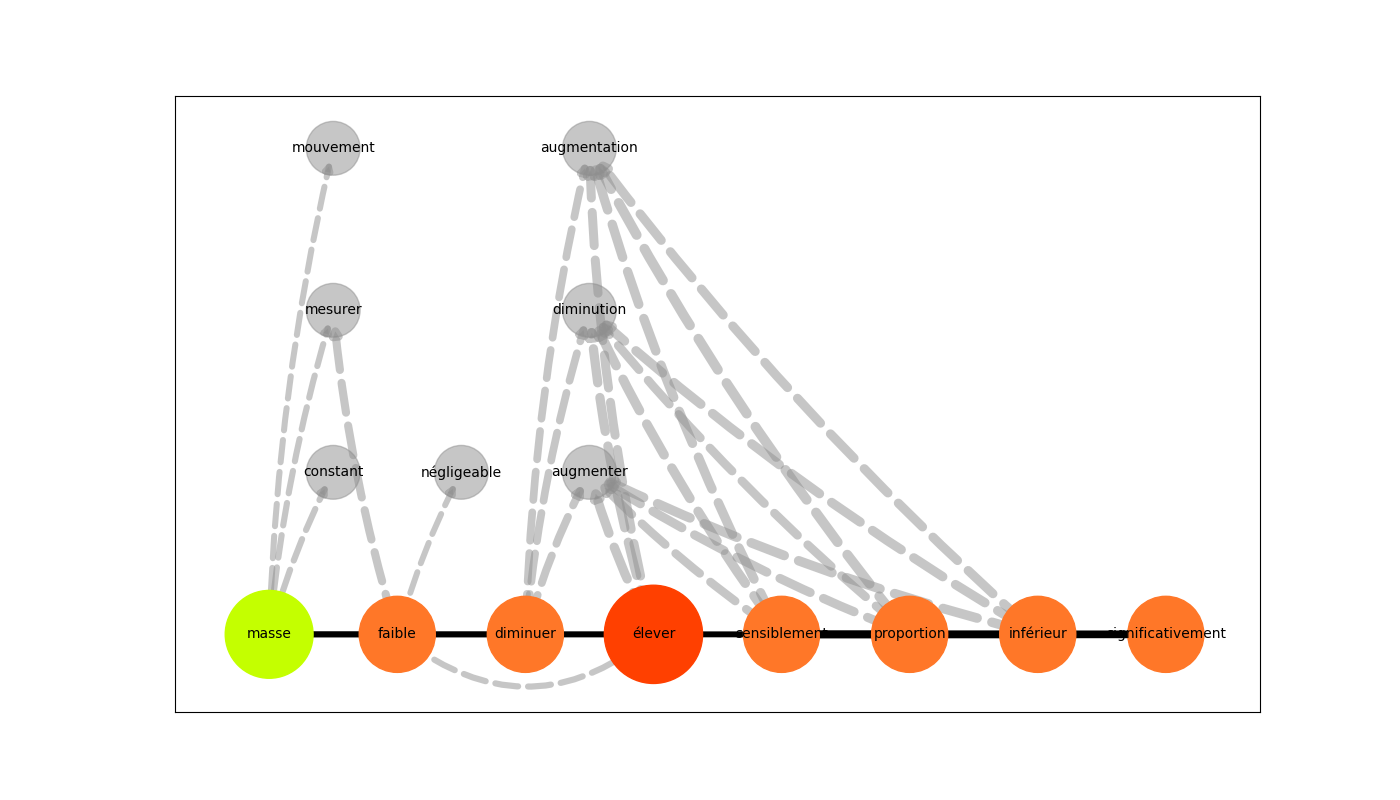 mouvement
augmentation
mesurer
diminution
constant
négligeable
augmenter
masse
faible
diminuer
élever
sensiblement
proportion
inférieur
significativement